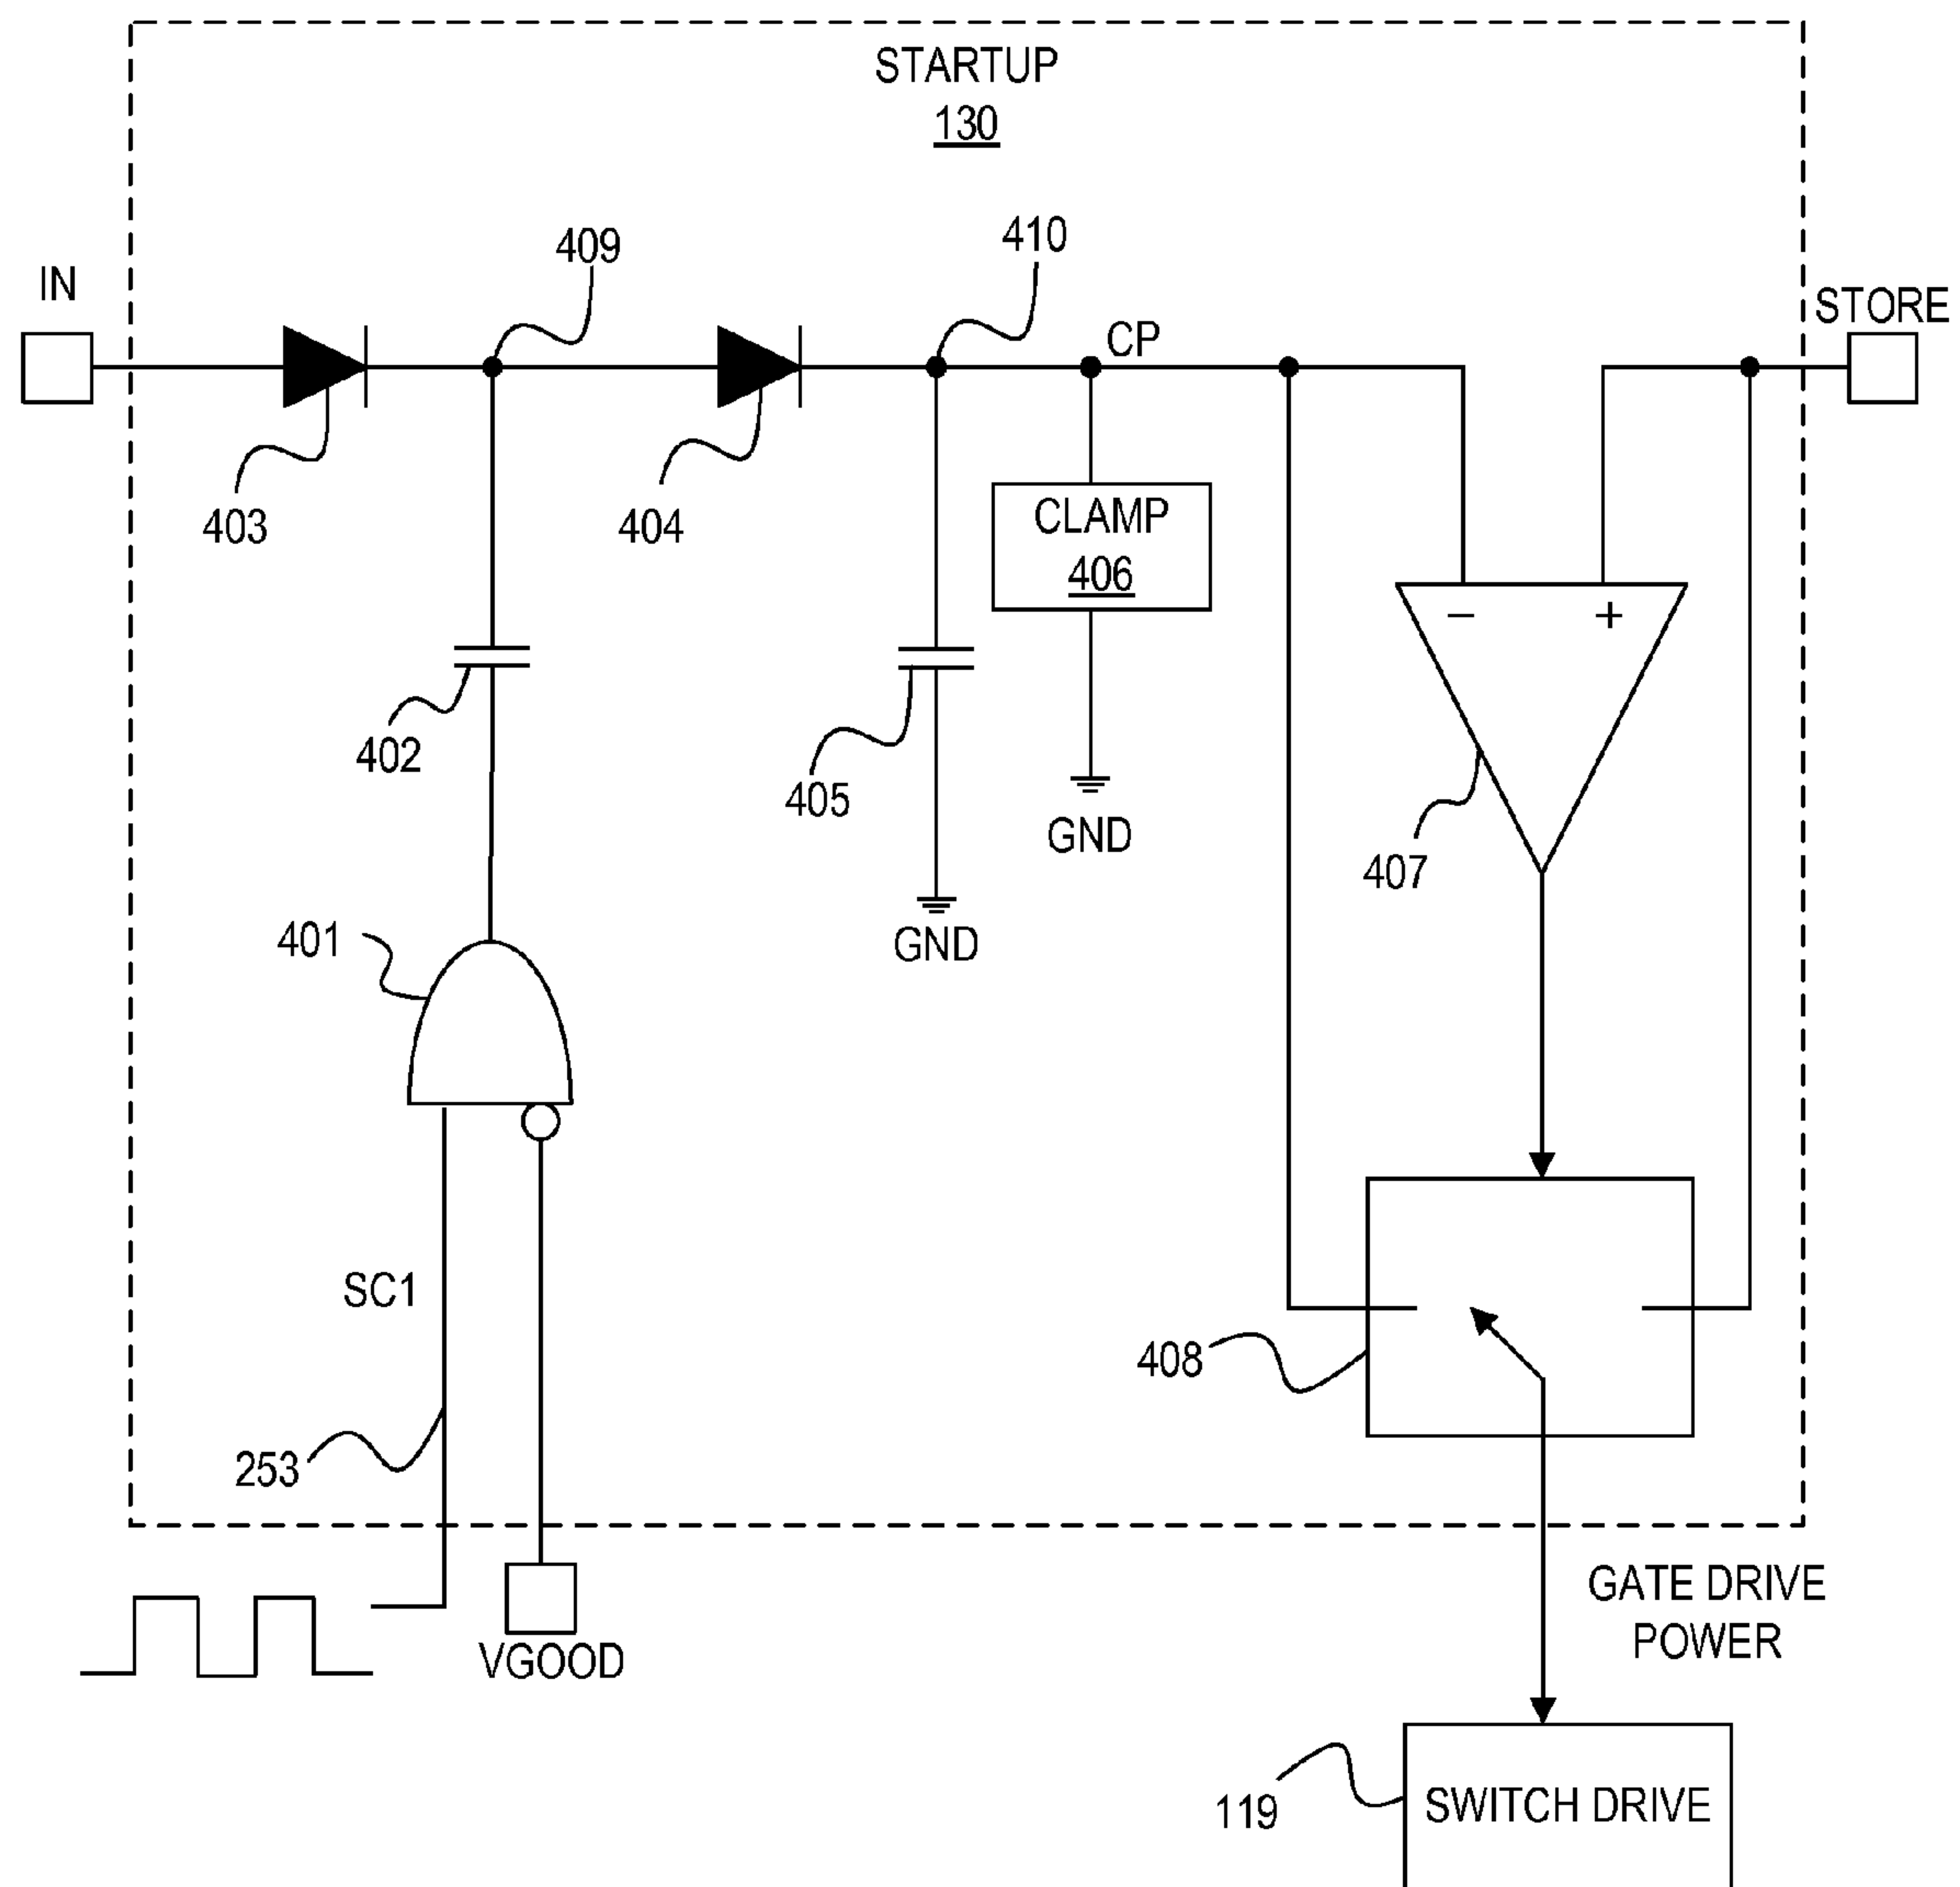 STARTUP
130
409
410
IN
STORE
CP
403
404
CLAMP
406
402
405
GND
GND
−
+
407
401
SC1
408
253
VGOOD
GATE DRIVE
POWER
119
SWITCH DRIVE